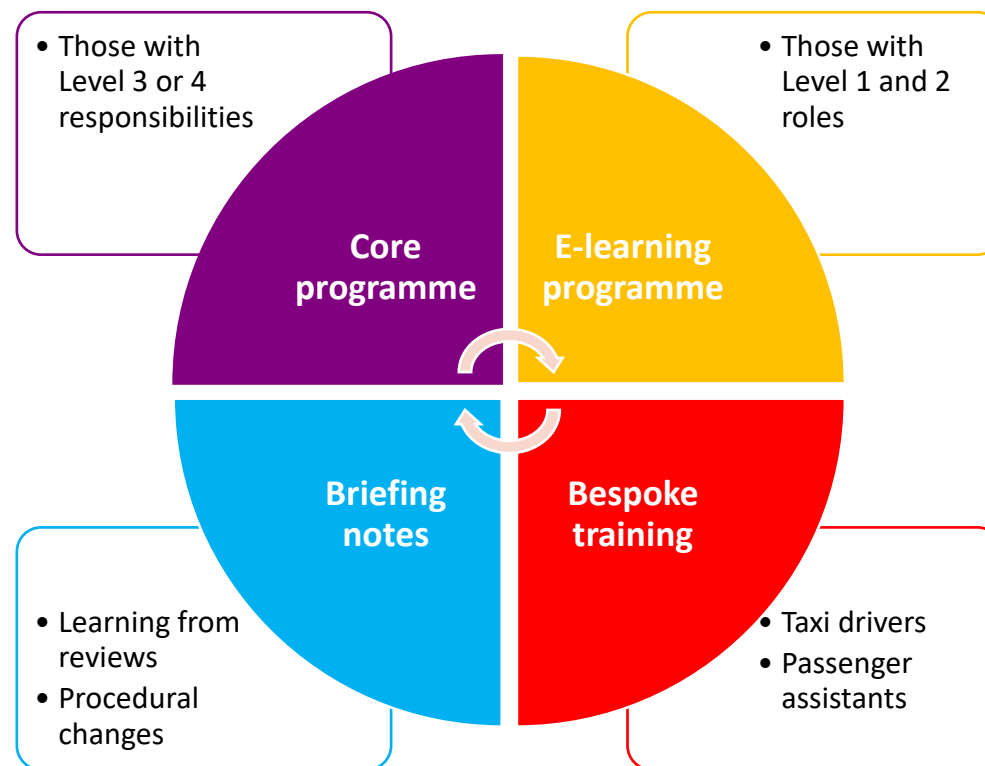 • Those with
Level 3 or 4
responsibilities
• Those with
Level 1 and 2
roles
Core
programme
E-learning
programme
Briefing
notes
Bespoke
training
• Learning from
reviews
• Procedural
changes
• Taxi drivers
• Passenger
assistants